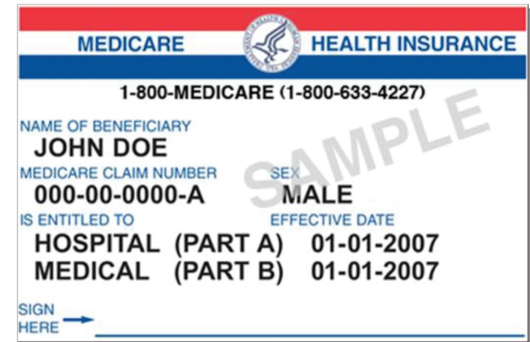 MEDICARE HEALTH INSURANCE
1-800-MEDICARE (1-800-633-4227)
NAME OF BENEFICIARY
JOHN DOE
MEDICARE CLAIM NUMBER SEX
000-00-0000-A MALE
IS ENTITLED TO EFFECTIVE DATE
HOSPITAL (PART A) 01-01-2007
MEDICAL (PART B) 01-01-2007
SIGN
HERE
SAMPLE